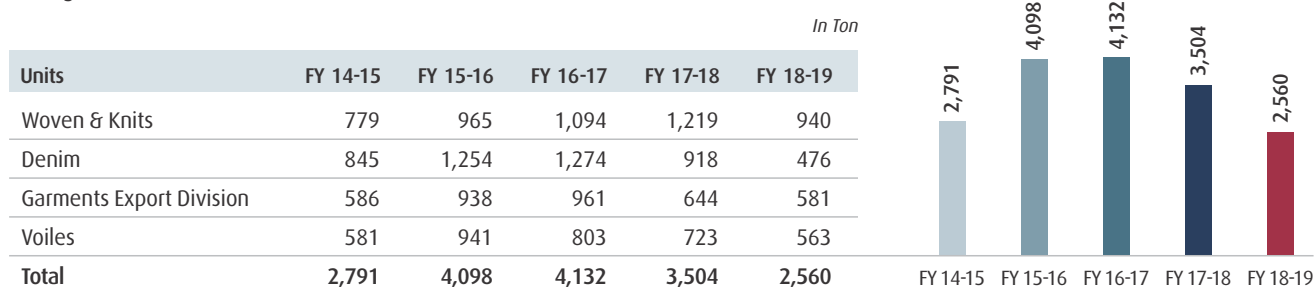 In Ton
Units FY 14-15 FY 15-16 FY 16-17 FY 17-18 FY 18-19
Woven & Knits 779 965 1,094 1,219 940
Denim 845 1,254 1,274 918 476
Garments Export Division 586 938 961 644 581
Voiles 581 941 803 723 563
Total 2,791 4,098 4,132 3,504 2,560
2,791
4,098
4,132
3,504
2,560
FY 14-15 FY 15-16 FY 16-17 FY 17-18 FY 18-19